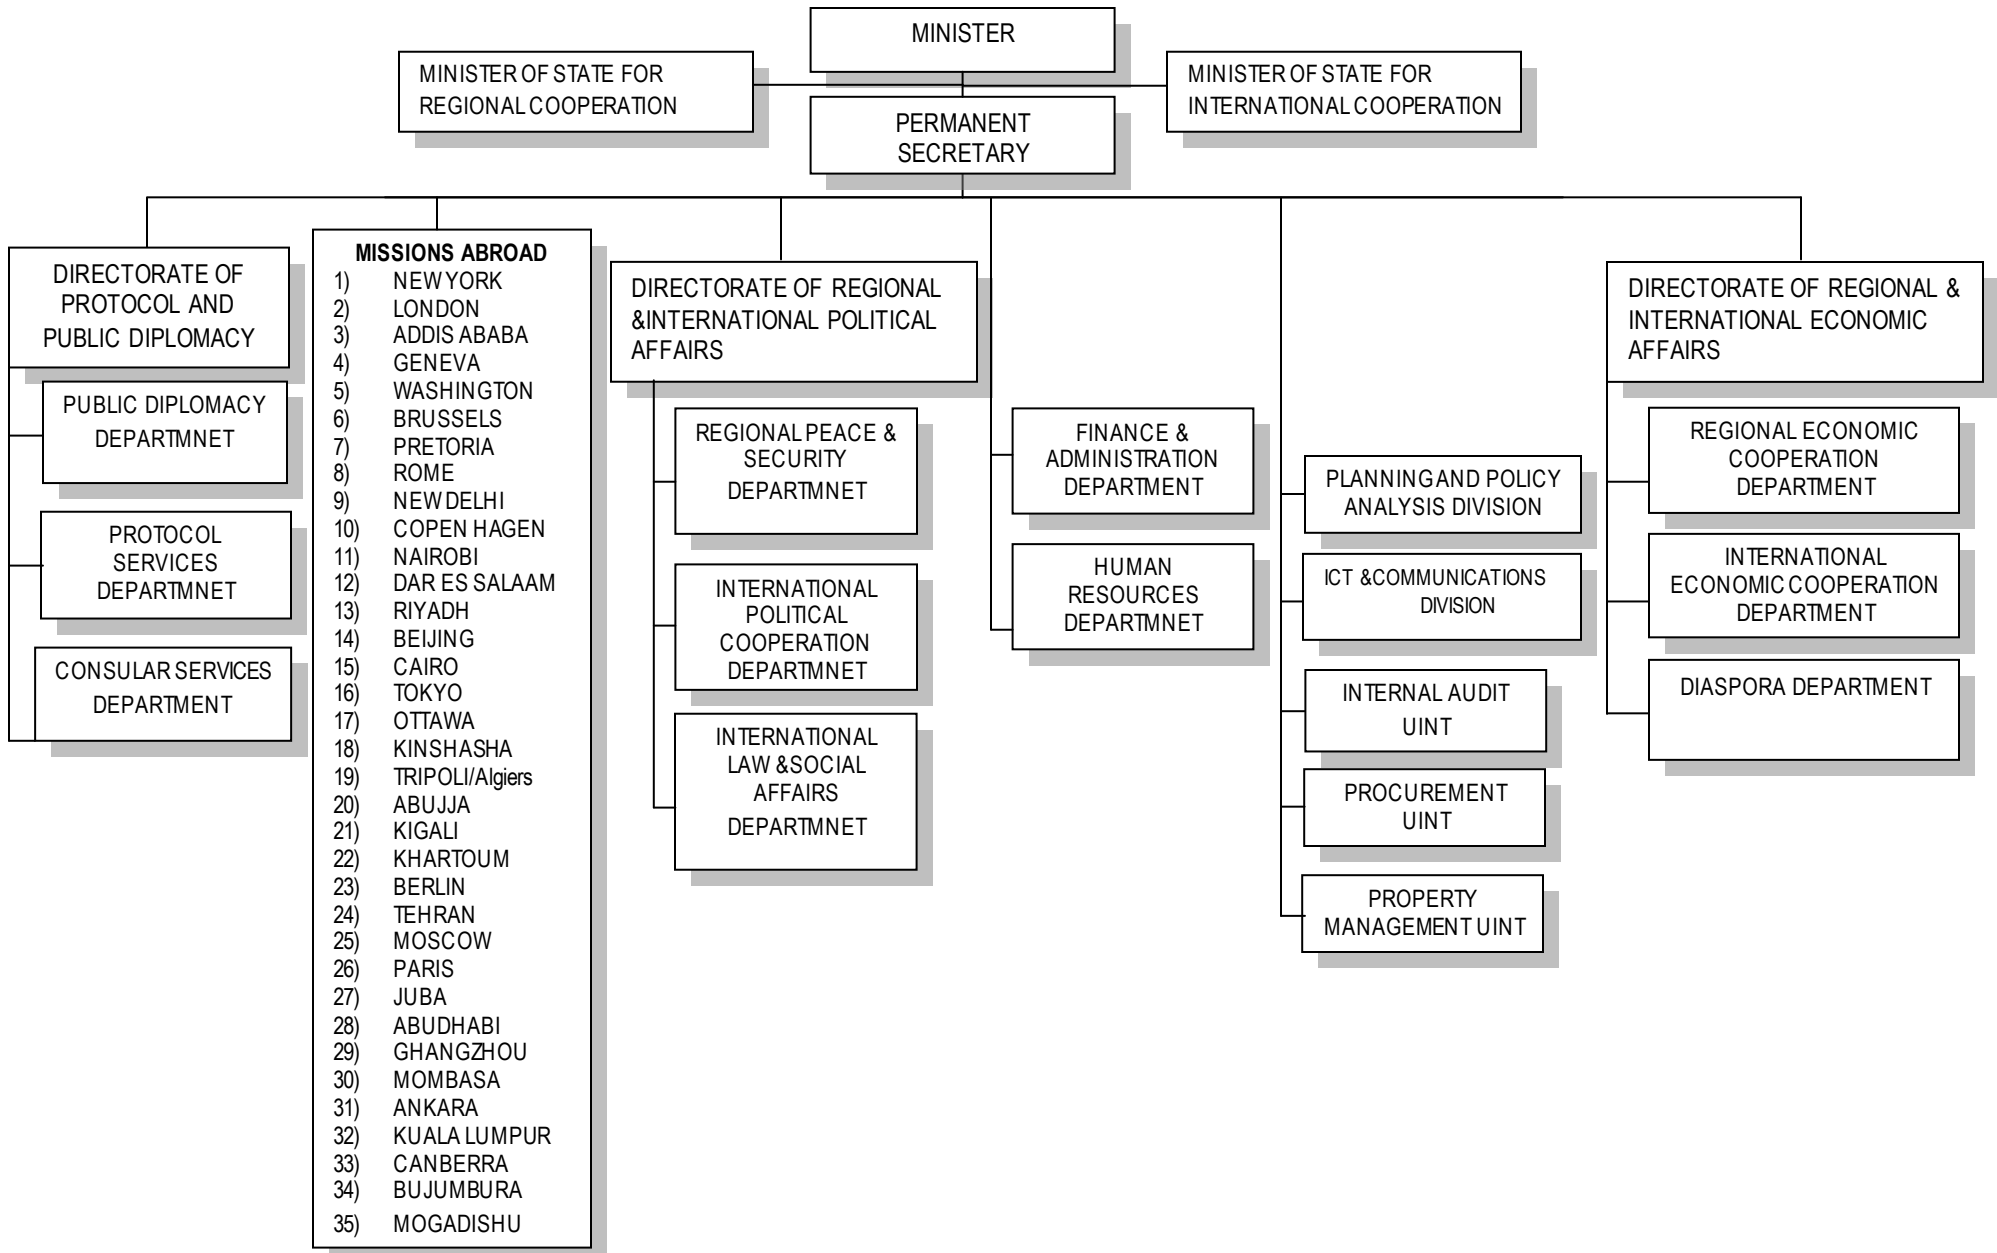 MINISTER
MINISTER OF STATE FOR
REGIONAL COOPERATION
MINISTER OF STATE FOR
INTERNATIONAL COOPERATION
PERMANENT
SECRETARY
DIRECTORATE OF
PROTOCOL AND
PUBLIC DIPLOMACY
PUBLIC DIPLOMACY
DEPARTMNET
PROTOCOL
SERVICES
DEPARTMNET
CONSULAR SERVICES
DEPARTMENT
MISSIONS ABROAD
1) NEW YORK
2) LONDON
3) ADDIS ABABA
4) GENEVA
5) WASHINGTON
6) BRUSSELS
7) PRETORIA
8) ROME
9) NEW DELHI
10) COPEN HAGEN
11) NAIROBI
12) DAR ES SALAAM
13) RIYADH
14) BEIJING
15) CAIRO
16) TOKYO
17) OTTAWA
18) KINSHASHA
19) TRIPOLI/Algiers
20) ABUJJA
21) KIGALI
22) KHARTOUM
23) BERLIN
24) TEHRAN
25) MOSCOW
26) PARIS
27) JUBA
28) ABUDHABI
29) GHANGZHOU
30) MOMBASA
31) ANKARA
32) KUALA LUMPUR
33) CANBERRA
34) BUJUMBURA
35) MOGADISHU
DIRECTORATE OF REGIONAL
&INTERNATIONAL POLITICAL
AFFAIRS
REGIONAL PEACE &
SECURITY
DEPARTMNET
INTERNATIONAL
POLITICAL
COOPERATION
DEPARTMNET
INTERNATIONAL
LAW &SOCIAL
AFFAIRS
DEPARTMNET
FINANCE &
ADMINISTRATION
DEPARTMENT
HUMAN
RESOURCES
DEPARTMNET
PLANNING AND POLICY
ANALYSIS DIVISION
ICT &COMMUNICATIONS
DIVISION
INTERNAL AUDIT
UINT
PROCUREMENT
UINT
PROPERTY
MANAGEMENT UINT
DIRECTORATE OF REGIONAL &
INTERNATIONAL ECONOMIC
AFFAIRS
REGIONAL ECONOMIC
COOPERATION
DEPARTMENT
INTERNATIONAL
ECONOMIC COOPERATION
DEPARTMENT
DIASPORA DEPARTMENT